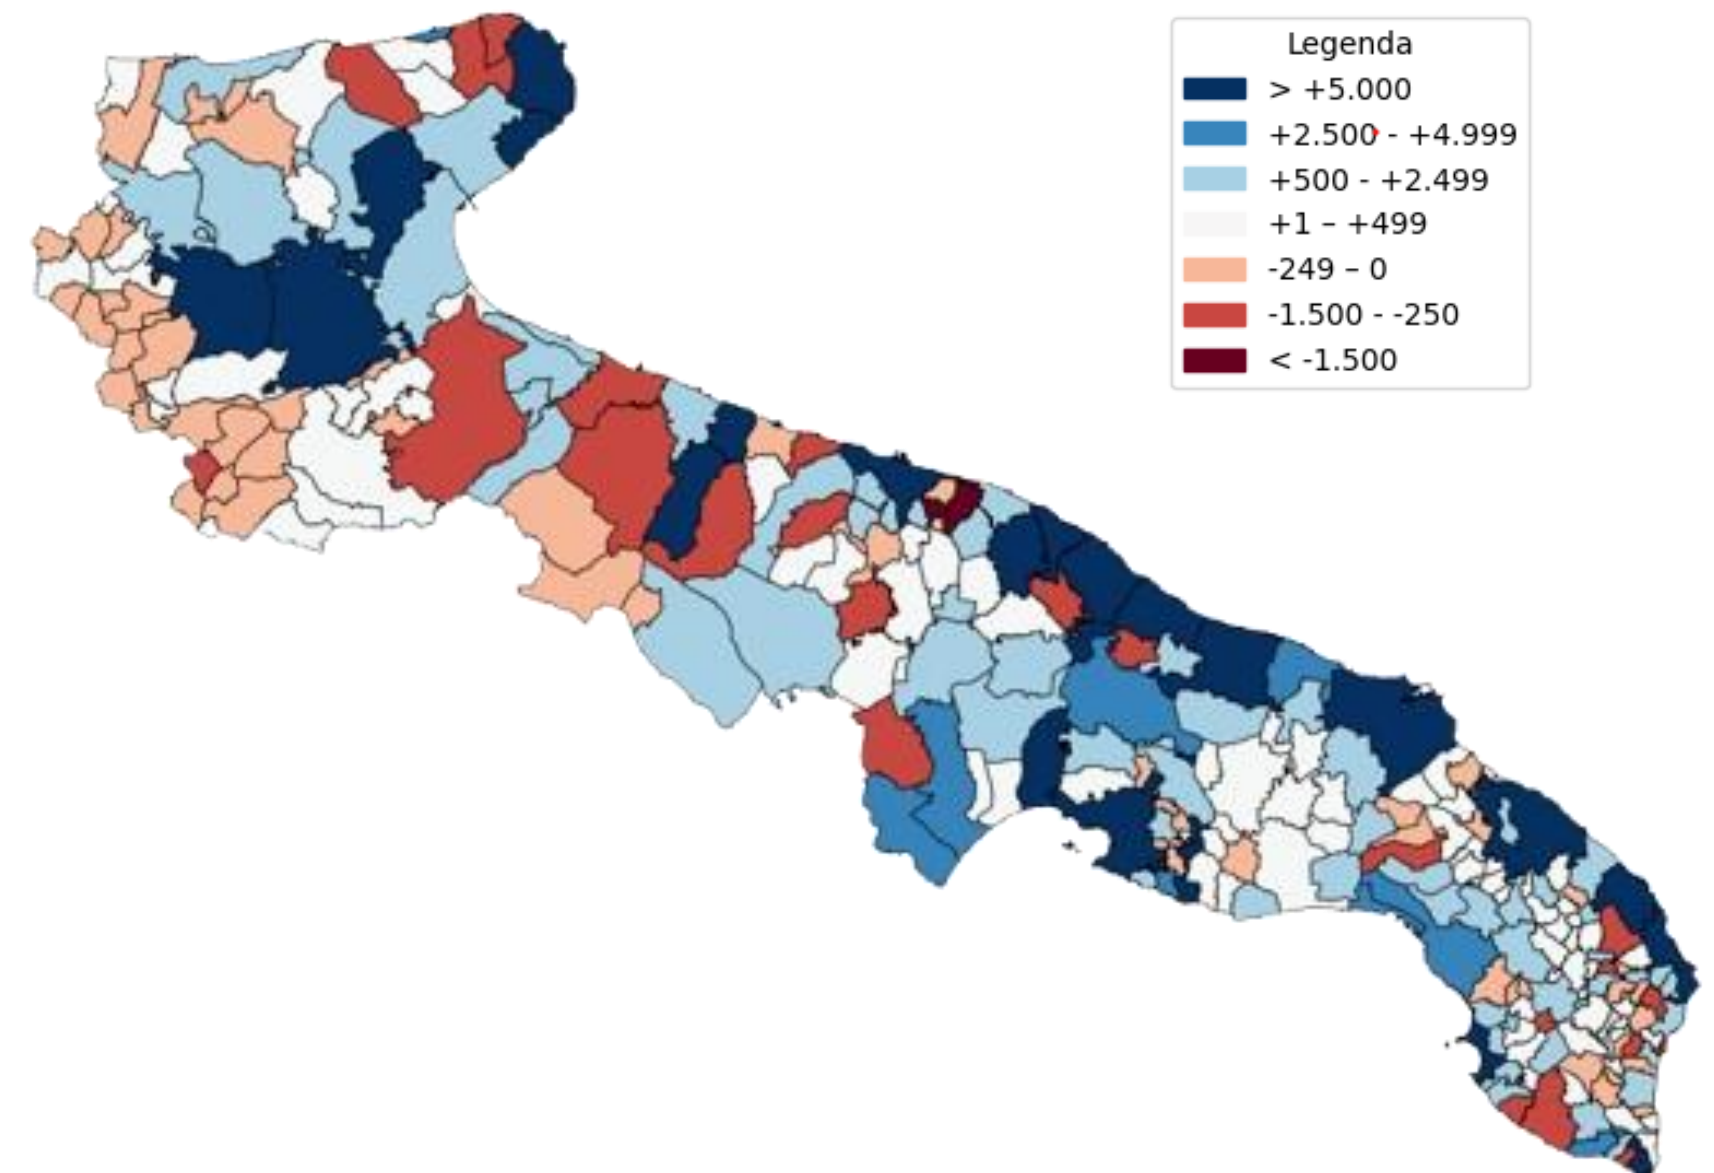 Legenda
> +5.000
+2.500 - +4.999
+500 - +2.499
+1 – +499
-249 – 0
-1.500 - -250
< -1.500